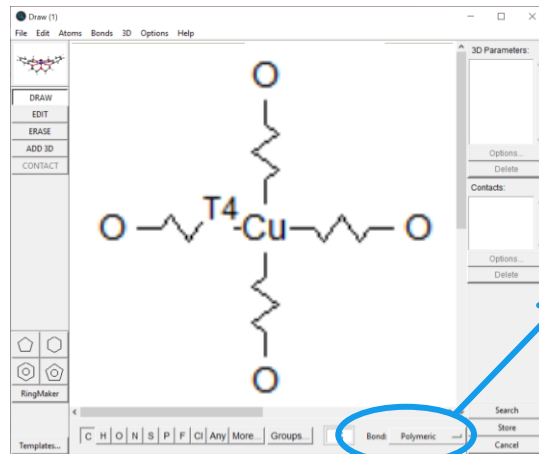 Draw (1)
File Edit Atoms Bonds 3D Options Help
3D Parameters:
DRAW
EDIT
ERASE
ADD 3D
CONTACT
Options...
Delete
Contacts:
Options...
Delete
O
O T4 Cu O
O
RingMaker
Templates...
C H O N S P F Cl Any More... Groups... Bond: Polymeric
Search
Store
Cancel